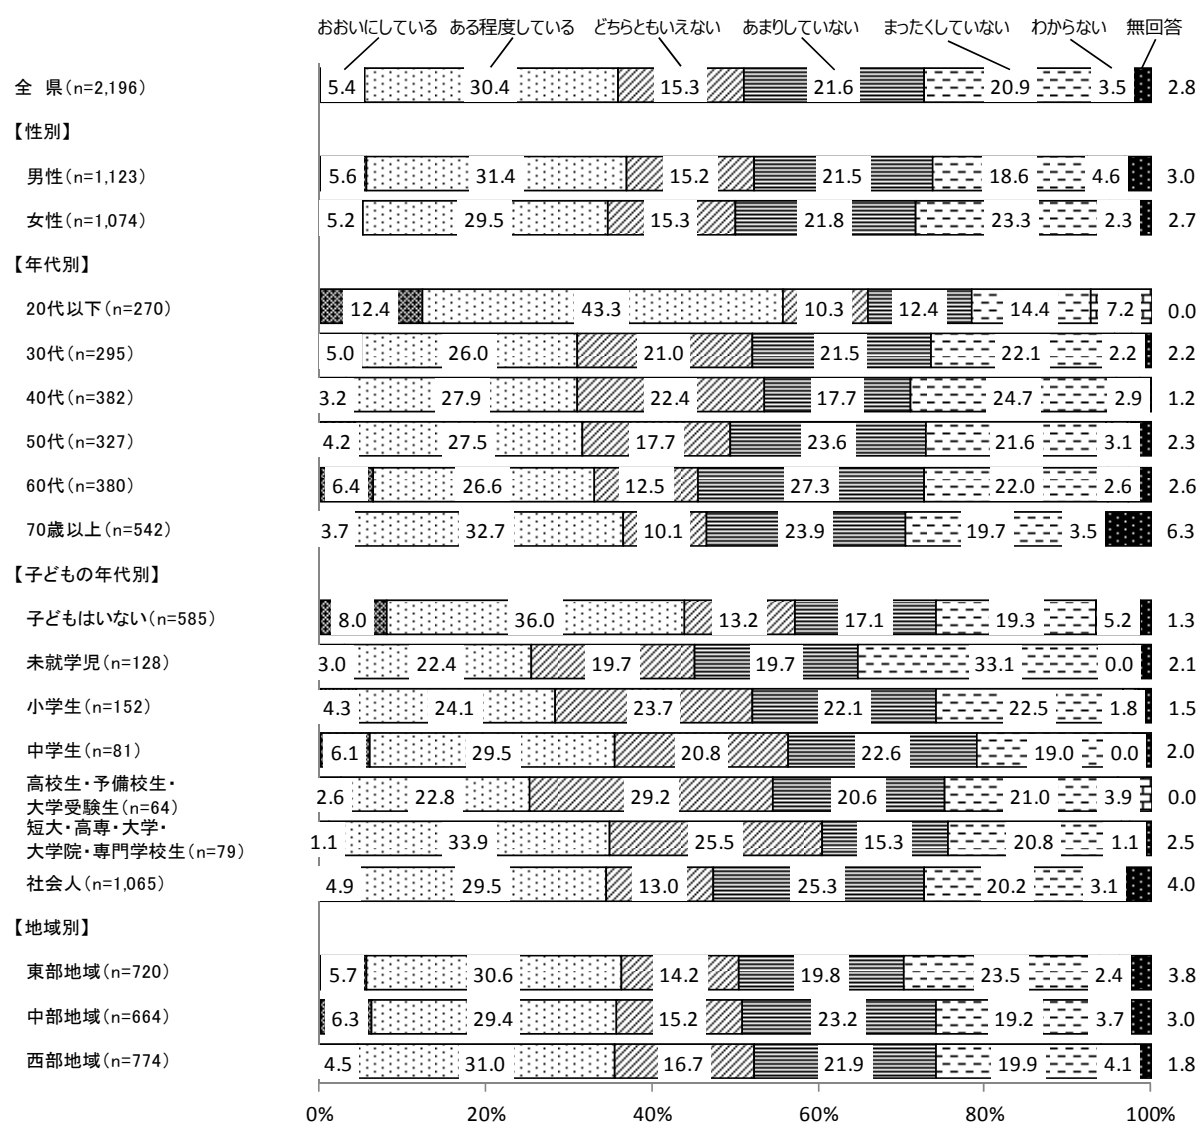 おおいにしている ある程度している どちらともいえない あまりしていない まったくしていない わからない 無回答
全 県(n=2,196) 5.4 30.4 15.3 21.6 20.9 3.5 2.8
【性別】
男性(n=1,123) 5.6 31.4 15.2 21.5 18.6 4.6 3.0
女性(n=1,074) 5.2 29.5 15.3 21.8 23.3 2.3 2.7
【年代別】
20代以下(n=270) 12.4 43.3 10.3 12.4 14.4 7.2 0.0
30代(n=295) 5.0 26.0 21.0 21.5 22.1 2.2 2.2
40代(n=382) 3.2 27.9 22.4 17.7 24.7 2.9 1.2
50代(n=327) 4.2 27.5 17.7 23.6 21.6 3.1 2.3
60代(n=380) 6.4 26.6 12.5 27.3 22.0 2.6 2.6
70歳以上(n=542) 3.7 32.7 10.1 23.9 19.7 3.5 6.3
【子どもの年代別】
子どもはいない(n=585) 8.0 36.0 13.2 17.1 19.3 5.2 1.3
未就学児(n=128) 3.0 22.4 19.7 19.7 33.1 0.0 2.1
小学生(n=152) 4.3 24.1 23.7 22.1 22.5 1.8 1.5
中学生(n=81) 6.1 29.5 20.8 22.6 19.0 0.0 2.0
高校生・予備校生・
大学受験生(n=64) 2.6 22.8 29.2 20.6 21.0 3.9 0.0
短大・高専・大学・
大学院・専門学校生(n=79) 1.1 33.9 25.5 15.3 20.8 1.1 2.5
社会人(n=1,065) 4.9 29.5 13.0 25.3 20.2 3.1 4.0
【地域別】
東部地域(n=720) 5.7 30.6 14.2 19.8 23.5 2.4 3.8
中部地域(n=664) 6.3 29.4 15.2 23.2 19.2 3.7 3.0
西部地域(n=774) 4.5 31.0 16.7 21.9 19.9 4.1 1.8
0% 20% 40% 60% 80% 100%